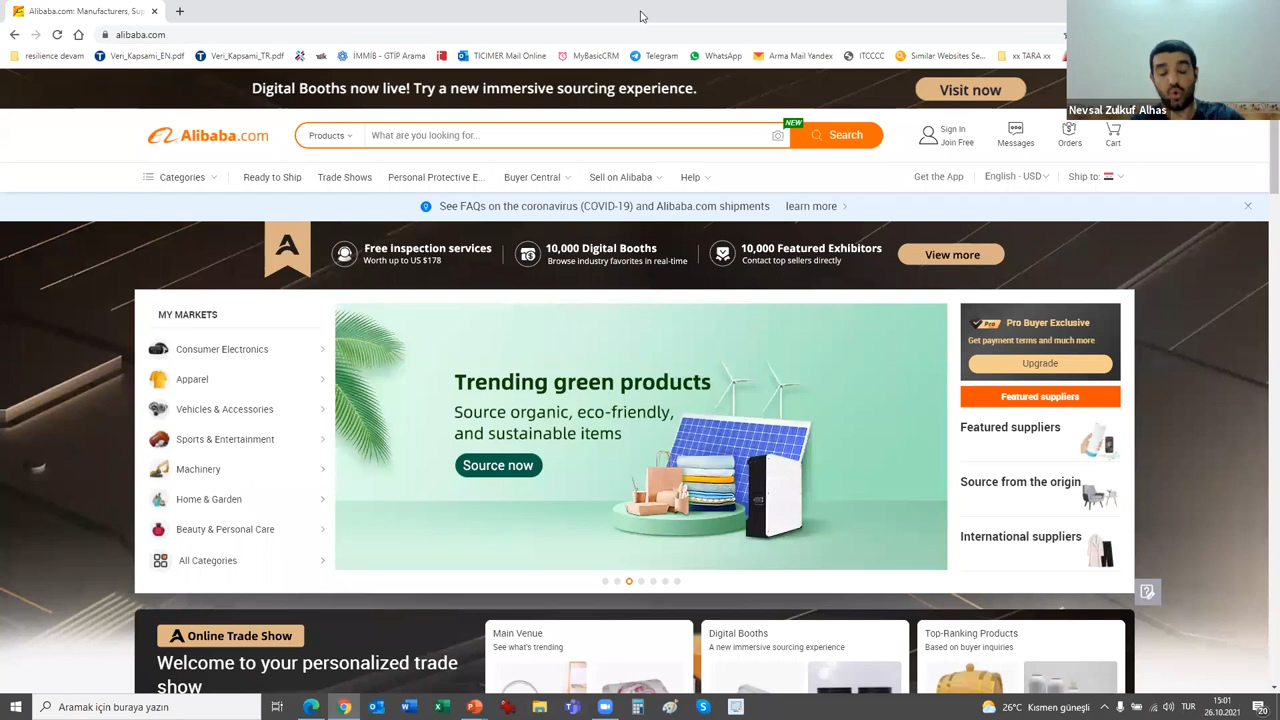 Alibaba.com: Manufacturers, Sup
alibaba.com
resilience devam
Veri_Kapsami_EN.pdf
Veri_Kapsami_TR.pdf
İMMİB - GTİP Arama
TICIMER Mail Online
MyBasicCRM
Telegram
WhatsApp
Arma Mail Yandex
ITCCCC
Similar Websites Se...
xx TARA xx
Nevsal Zulkuf Alhas
Digital Booths now live! Try a new immersive sourcing experience.
Visit now
Alibaba.com
Products
What are you looking for...
NEW
Search
Sign In
Join Free
Messages
Orders
Cart
Categories
Ready to Ship
Trade Shows
Personal Protective E...
Buyer Central
Sell on Alibaba
Help
Get the App
English - USD
Ship to:
See FAQs on the coronavirus (COVID-19) and Alibaba.com shipments
learn more
A
Free inspection services
Worth up to US $178
10,000 Digital Booths
Browse industry favorites in real-time
10,000 Featured Exhibitors
Contact top sellers directly
View more
MY MARKETS
Consumer Electronics
Apparel
Vehicles & Accessories
Sports & Entertainment
Machinery
Home & Garden
Beauty & Personal Care
All Categories
Trending green products
Source organic, eco-friendly,
and sustainable items
Source now
Pro
Pro Buyer Exclusive
Get payment terms and much more
Upgrade
Featured suppliers
Featured suppliers
Source from the origin
International suppliers
A Online Trade Show
Welcome to your personalized trade
show
Main Venue
See what's trending
Digital Booths
A new immersive sourcing experience
Top-Ranking Products
Based on buyer inquiries
Aramak için buraya yazın
26°C Kısmen güneşli
TUR
15:01
26.10.2021
20